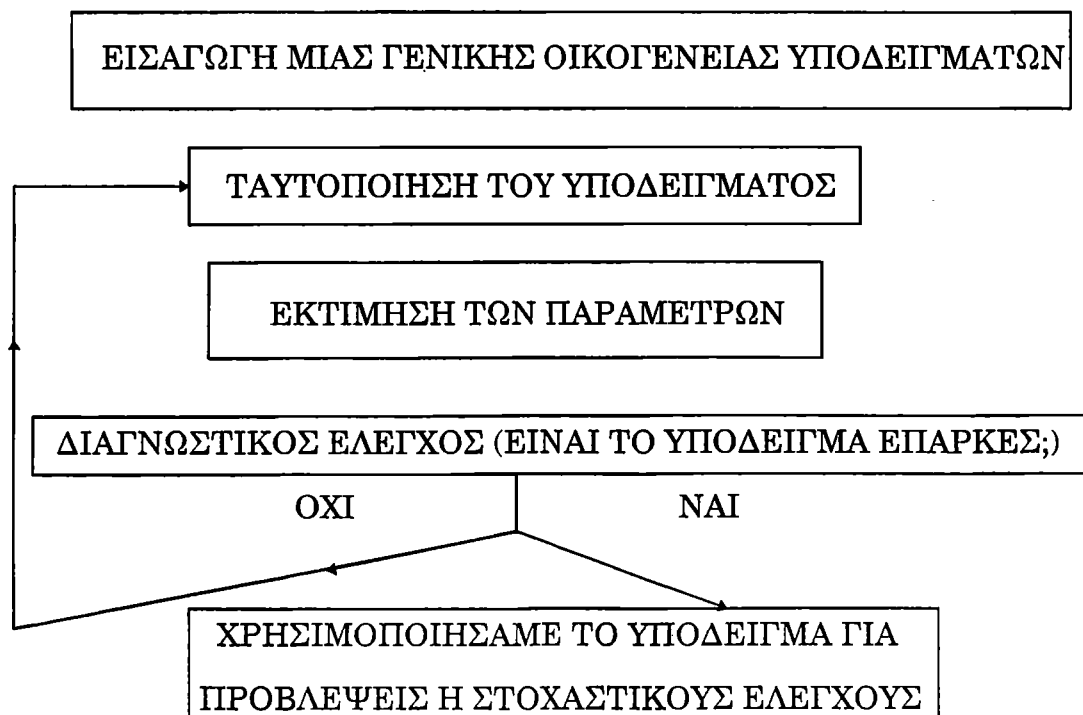 ΕΙΣΑΓΩΓΗ ΜΙΑΣ ΓΕΝΙΚΗΣ ΟΙΚΟΓΕΝΕΙΑΣ ΥΠΟΔΕΙΓΜΑΤΩΝ
ΤΑΥΤΟΠΟΙΗΣΗ ΤΟΥ ΥΠΟΔΕΙΓΜΑΤΟΣ
ΕΚΤΙΜΗΣΗ ΤΩΝ ΠΑΡΑΜΕΤΡΩΝ
ΔΙΑΓΝΩΣΤΙΚΟΣ ΕΛΕΓΧΟΣ (ΕΙΝΑΙ ΤΟ ΥΠΟΔΕΙΓΜΑ ΕΠΑΡΚΕΣ;)
ΟΧΙ ΝΑΙ
ΧΡΗΣΙΜΟΠΟΙΗΣΑΜΕ ΤΟ ΥΠΟΔΕΙΓΜΑ ΓΙΑ
ΠΡΟΒΛΕΨΕΙΣ Η ΣΤΟΧΑΣΤΙΚΟΥΣ ΕΛΕΓΧΟΥΣ